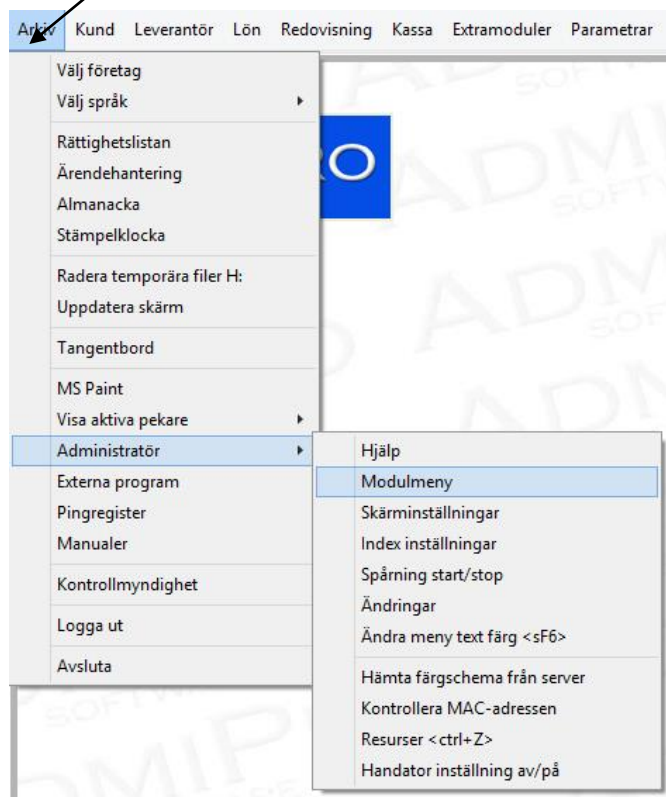 Arkiv Kund Leverantör Lön Redovisning Kassa Extramoduler Parametrar
Välj företag
Välj språk
Rättighetslistan
Ärendehantering
Almanacka
Stämpelklocka
Radera temporära filer H:
Uppdatera skärm
Tangentbord
MS Paint
Visa aktiva pekare
Administratör
Externa program
Pingregister
Manualer
Kontrollmyndighet
Logga ut
Avsluta
Hjälp
Modulmeny
Skärminställningar
Index inställningar
Spårning start/stop
Ändringar
Ändra meny text färg <sF6>
Hämta färgschema från server
Kontrollera MAC-adressen
Resurser <ctrl+Z>
Handator inställning av/på